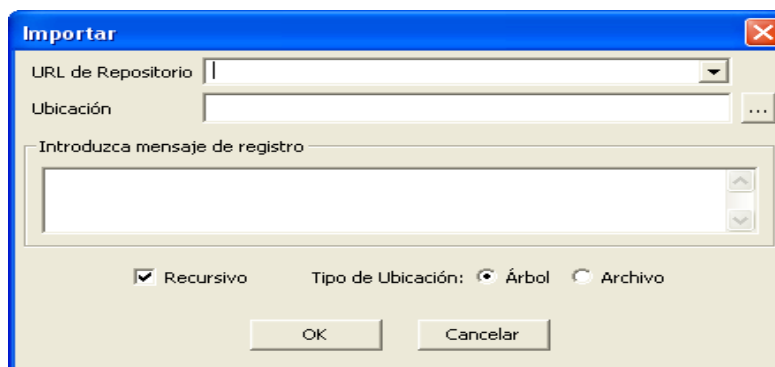 Importar
URL de Repositorio
Ubicación
...
Introduzca mensaje de registro
Recursivo Tipo de Ubicación: Árbol Archivo
OK Cancelar